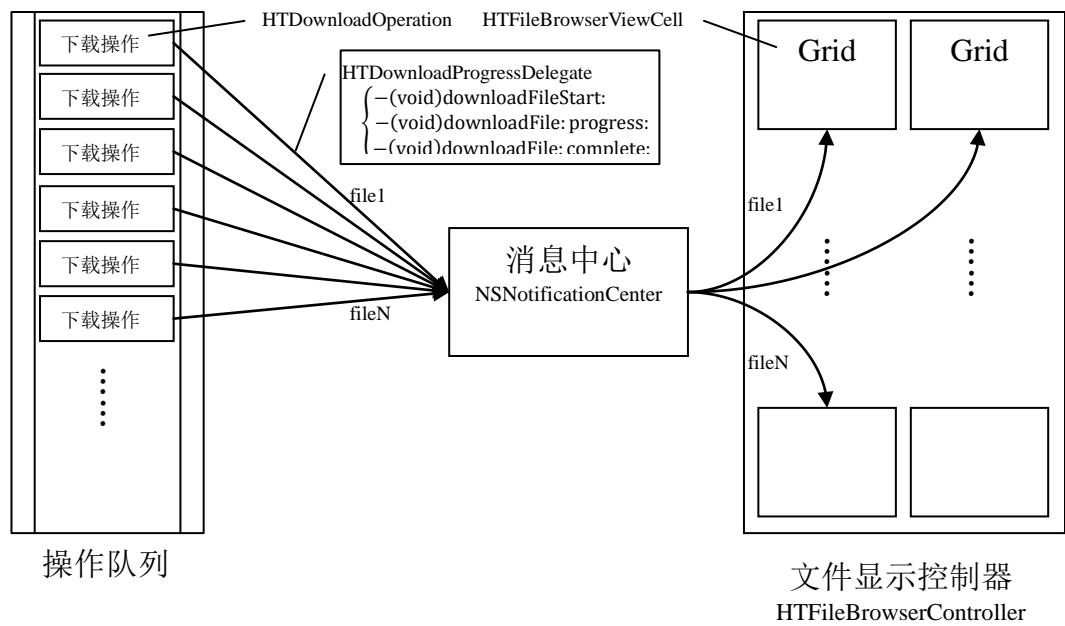 下载操作
下载操作
下载操作
下载操作
下载操作
下载操作
操作队列
HTDownloadOperation
HTDownloadProgressDelegate
−(void)downloadFileStart:
−(void)downloadFile: progress:
−(void)downloadFile: complete:
file1
fileN
消息中心
NSNotificationCenter
HTFileBrowserViewCell
Grid
Grid
file1
fileN
文件显示控制器
HTFileBrowserController